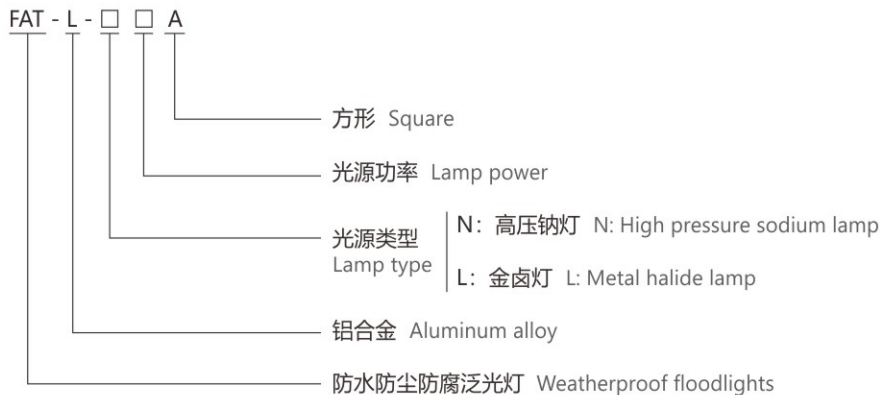 FAT - L - □ □ A
方形 Square
光源功率 Lamp power
光源类型
Lamp type
N：高压钠灯 N: High pressure sodium lamp
L：金卤灯 L: Metal halide lamp
铝合金 Aluminum alloy
防水防尘防腐泛光灯 Weatherproof floodlights